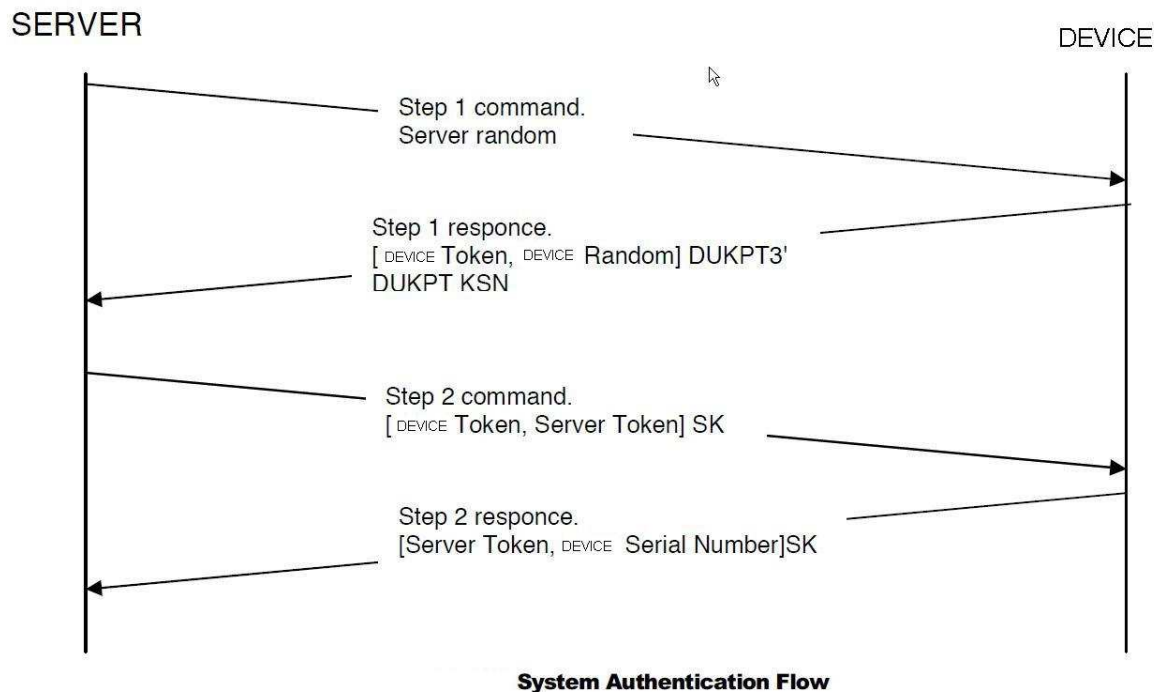 SERVER
DEVICE
Step 1 command.
Server random
Step 1 responce.
[ DEVICE Token, DEVICE Random] DUKPT3'
DUKPT KSN
Step 2 command.
[ DEVICE Token, Server Token] SK
Step 2 responce.
[Server Token, DEVICE Serial Number]SK
System Authentication Flow